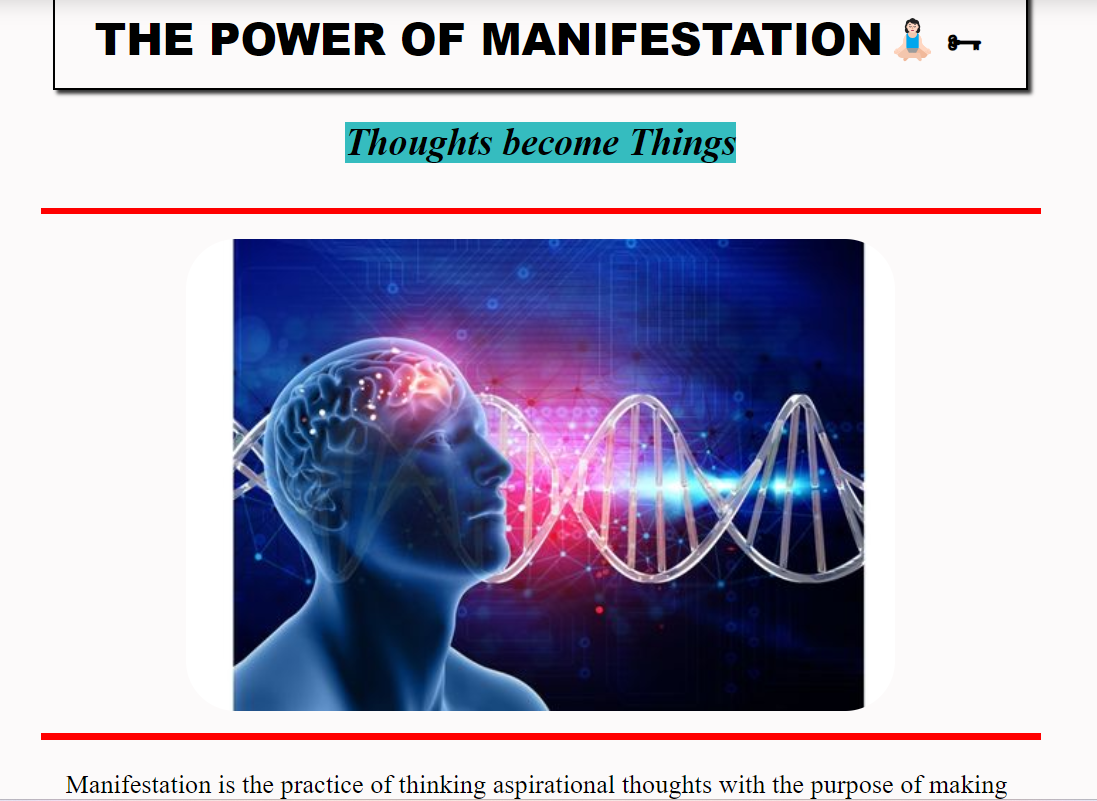 THE POWER OF MANIFESTATION🧘🏻‍♀️ 🗝
Thoughts become Things
Manifestation is the practice of thinking aspirational thoughts with the purpose of making